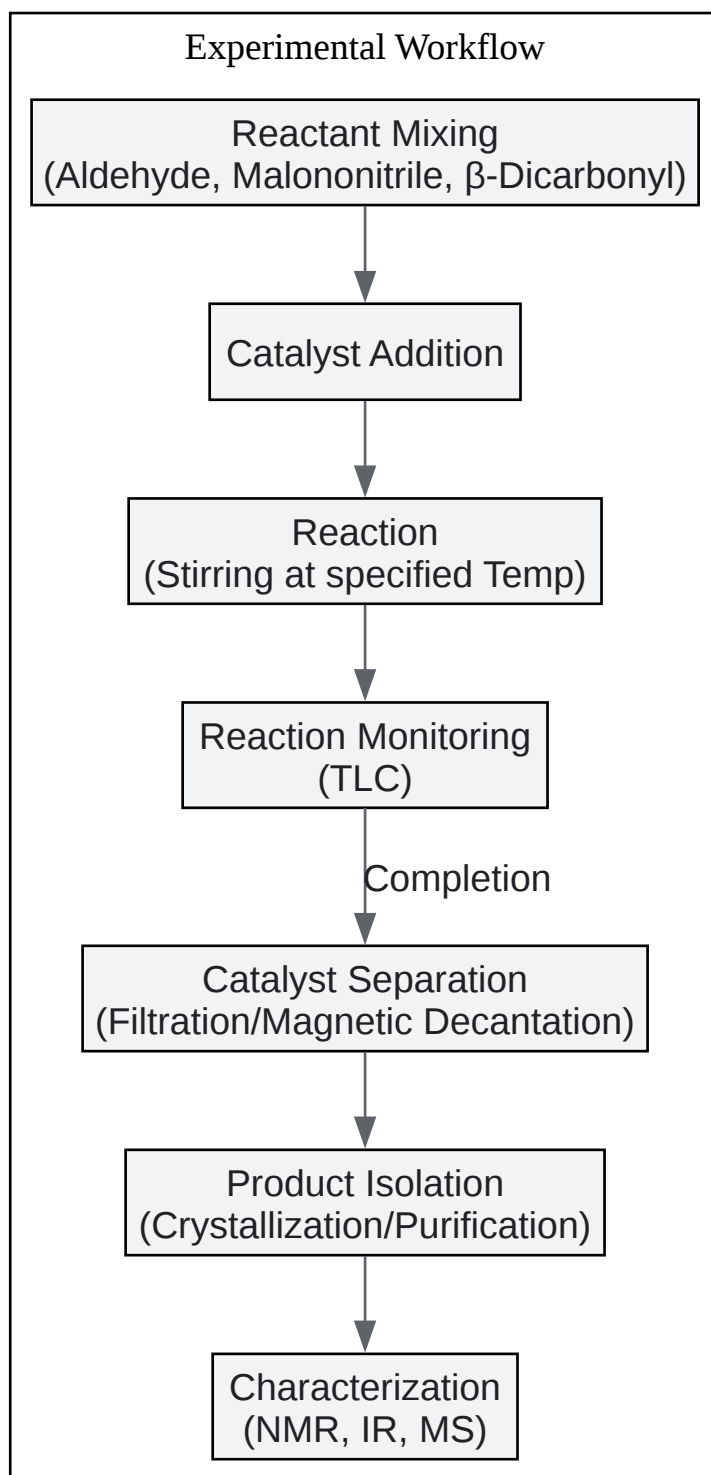 Experimental Workflow
Reactant Mixing
(Aldehyde, Malononitrile, β-Dicarbonyl)
Catalyst Addition
Reaction
(Stirring at specified Temp)
Reaction Monitoring
(TLC)
Completion
Catalyst Separation
(Filtration/Magnetic Decantation)
Product Isolation
(Crystallization/Purification)
Characterization
(NMR, IR, MS)